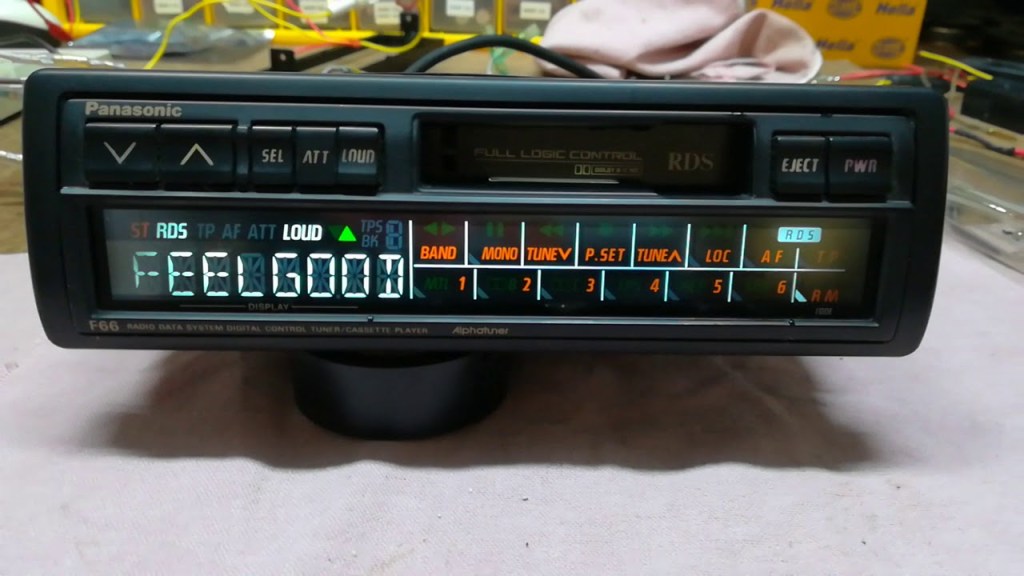 Panasonic
SEL ATT LOUD
FULL LOGIC CONTROL
RDS
EJECT PWR
ST RDS TP AF ATT LOUD TPS
BK
RDS
BAND MONO TUNE P.SET TUNE LOC AF TP
FEELGOOD
1 2 3 4 5 6 RM
DISPLAY
F66 RADIO DATA SYSTEM DIGITAL CONTROL TUNER/CASSETTE PLAYER Alphatuner
Hella
Hella
Hella